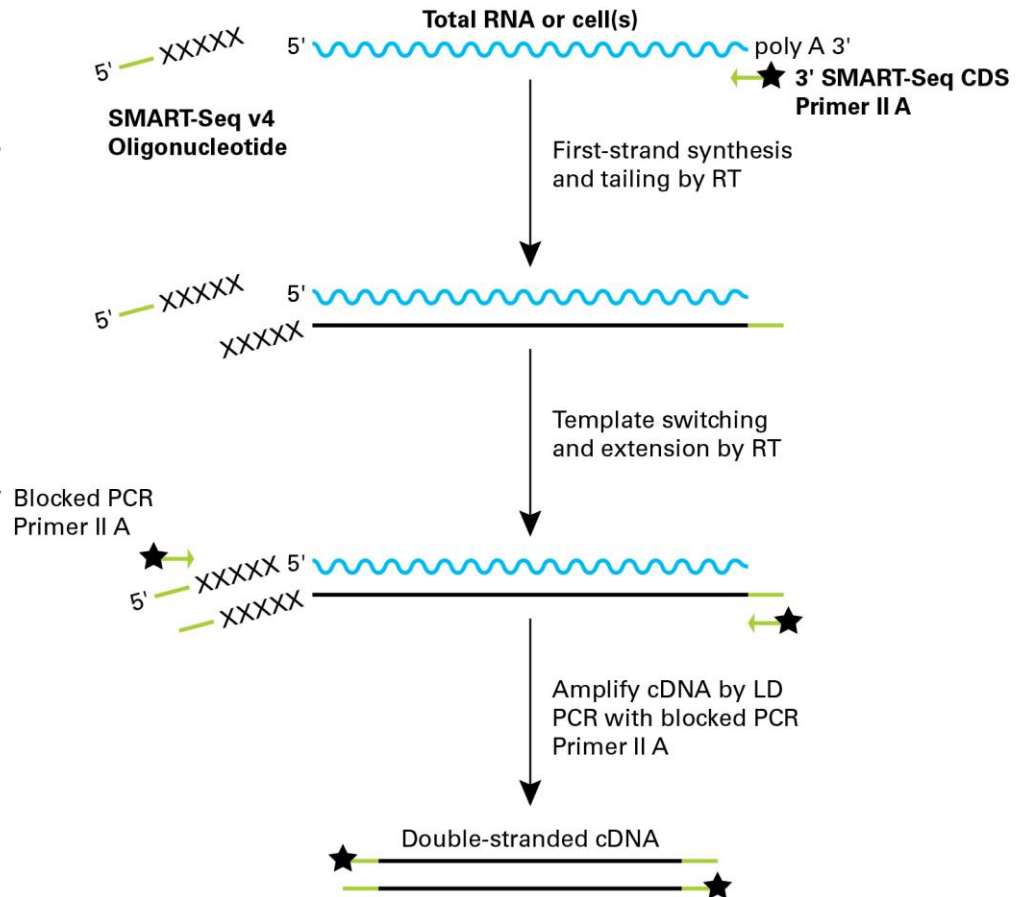 Total RNA or cell(s)
5' XXXXX
5' poly A 3'
3' SMART-Seq CDS
Primer II A
SMART-Seq v4
Oligonucleotide
First-strand synthesis
and tailing by RT
5' XXXXX
5'
XXXXX
Template switching
and extension by RT
Blocked PCR
Primer II A
5' XXXXX 5'
XXXXX
Amplify cDNA by LD
PCR with blocked PCR
Primer II A
Double-stranded cDNA